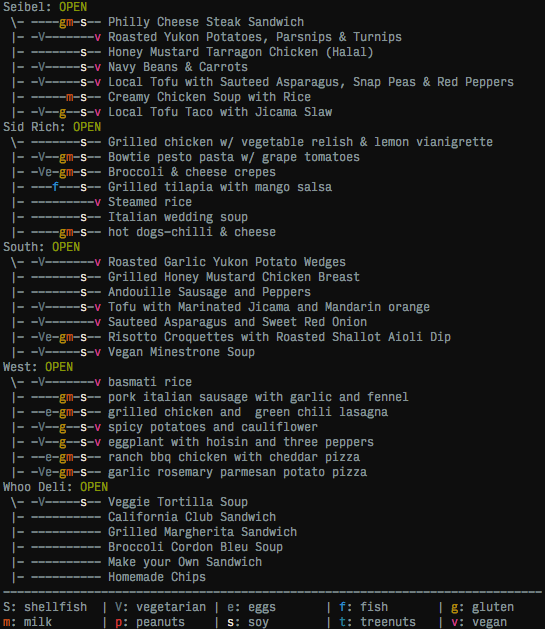 Seibel: OPEN
\- ----gm-s-- Philly Cheese Steak Sandwich
|- -V-------v Roasted Yukon Potatoes, Parsnips & Turnips
|- -------s-- Honey Mustard Tarragon Chicken (Halal)
|- -V-----s-v Navy Beans & Carrots
|- -V-----s-v Local Tofu with Sauteed Asparagus, Snap Peas & Red Peppers
|- -----m-s-- Creamy Chicken Soup with Rice
|- -V--g--s-v Local Tofu Taco with Jicama Slaw
Sid Rich: OPEN
\- -------s-- Grilled chicken w/ vegetable relish & lemon vianigrette
|- -V--gm-s-- Bowtie pesto pasta w/ grape tomatoes
|- -Ve-gm-s-- Broccoli & cheese crepes
|- ---f---s-- Grilled tilapia with mango salsa
|- ---------v Steamed rice
|- -------s-- Italian wedding soup
|- ----gm-s-- hot dogs-chilli & cheese
South: OPEN
\- -V-------v Roasted Garlic Yukon Potato Wedges
|- -------s-- Grilled Honey Mustard Chicken Breast
|- -------s-- Andouille Sausage and Peppers
|- -V-----s-v Tofu with Marinated Jicama and Mandarin orange
|- -V-------v Sauteed Asparagus and Sweet Red Onion
|- -Ve-gm-s-- Risotto Croquettes with Roasted Shallot Aioli Dip
|- -V-----s-v Vegan Minestrone Soup
West: OPEN
\- -V-------v basmati rice
|- ----gm-s-- pork italian sausage with garlic and fennel
|- --e-gm-s-- grilled chicken and  green chili lasagna
|- -V--g--s-v spicy potatoes and cauliflower
|- -V--g--s-v eggplant with hoisin and three peppers
|- --e-gm-s-- ranch bbq chicken with cheddar pizza
|- -Ve-gm-s-- garlic rosemary parmesan potato pizza
Whoo Deli: OPEN
\- -V-----s-- Veggie Tortilla Soup
|- ---------- California Club Sandwich
|- ---------- Grilled Margherita Sandwich
|- ---------- Broccoli Cordon Bleu Soup
|- ---------- Make your Own Sandwich
|- ---------- Homemade Chips
S: shellfish | V: vegetarian | e: eggs | f: fish | g: gluten
m: milk | p: peanuts | s: soy | t: treenuts | v: vegan